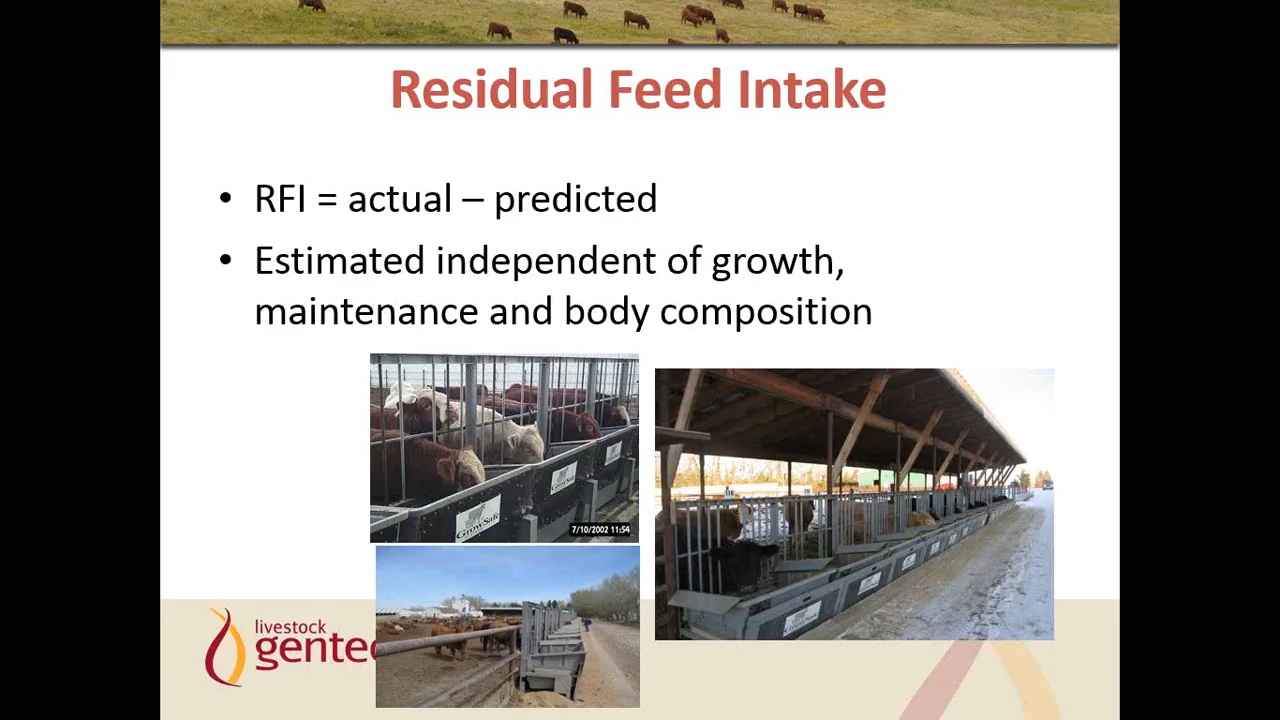 Residual Feed Intake
• RFI = actual – predicted
• Estimated independent of growth,
maintenance and body composition
GrowSafe
7/10/2002 11:54
GrowSafe
livestock
gentec